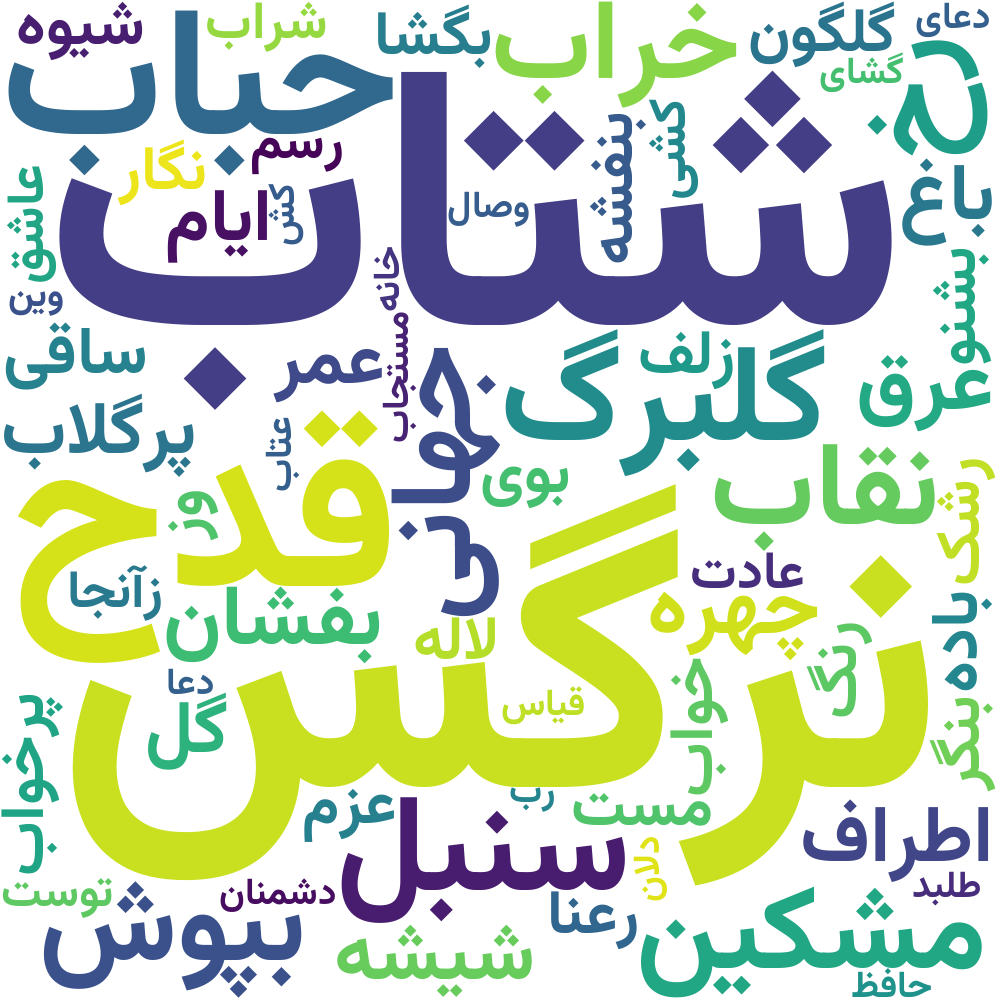 دعای
گلگون
خراب
بگشا
شراب
شیوه
گشای
رخ
حباب
شتاب
کشی
بنفشه
رسم
نگار
باغ
وصال
کش
ایام
عاشق
بشنو
خانه
وین
مستجاب
زلف
گلبرگ
عمر
ساقی
عرق
جهانی
عتاب
پرگلاب
نقاب
بوی
قدح
وز
رشک
عادت
زآنجا
چهره
باده
بفشان
لاله
نرگس
رنگ
دعا
گل
قیاس
خواب
پرخواب
بنگر
رب
مست
عزم
اطراف
سنبل
دلان
طلبد
دشمنان
توست
رعنا
مشکین
بپوش
شیشه
حافظ